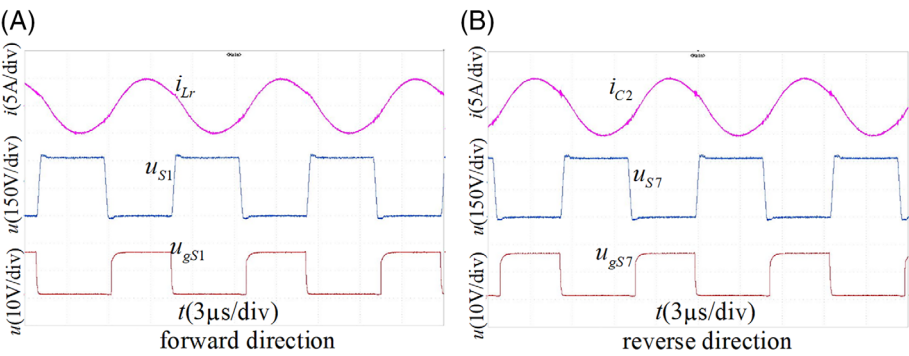 (A)
i(5A/div)
u(150V/div)
u(10V/div)
iLr
uS1
ugS1
t(3μs/div)
forward direction
(B)
i(5A/div)
u(150V/div)
u(10V/div)
iC2
uS7
ugS7
t(3μs/div)
reverse direction